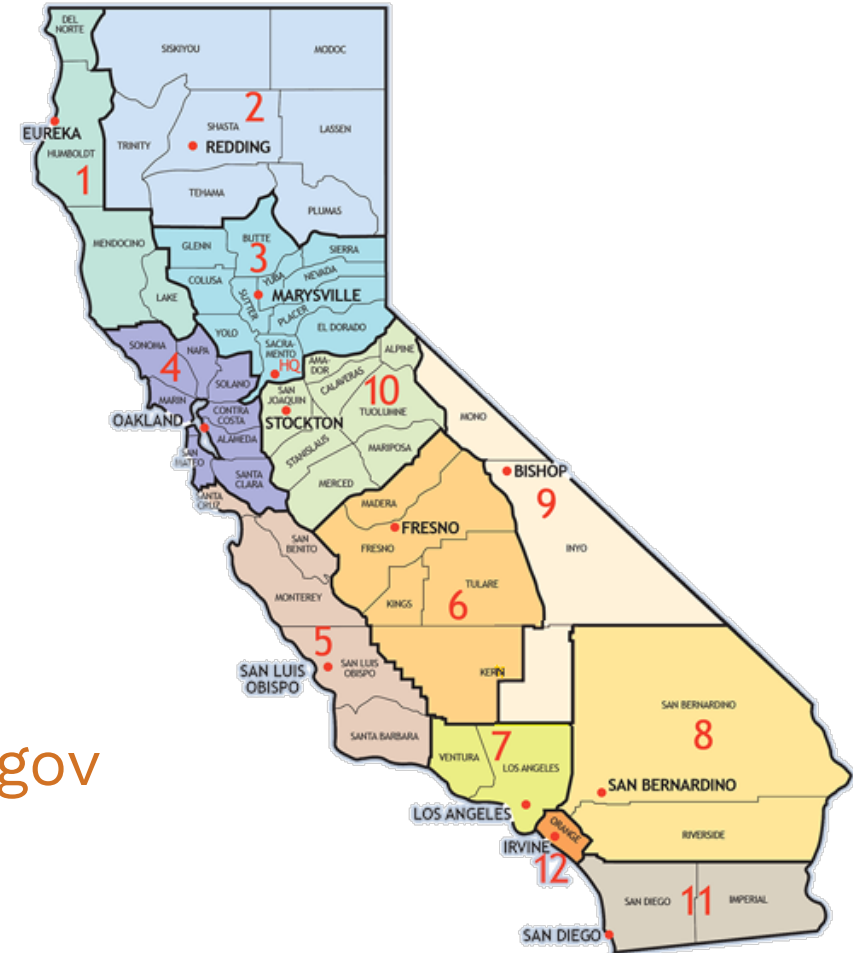 DEL
NORTE
SISKIYOU
MODOC
2
SHASTA
LASSEN
EUREKA
HUMBOLDT
TRINITY
REDDING
1
TEHAMA
PLUMAS
MENDOCINO
GLENN
BUTTE
SIERRA
3
YUBA
NEVADA
COLUSA
LAKE
SUTTER
MARYSVILLE
PLACER
YOLO
EL DORADO
SONOMA
NAPA
SACRA-
MENTO
HQ
AMA-
DOR
ALPINE
4
SOLANO
CALAVERAS
10
MARIN
SAN
JOAQUIN
TUOLUMNE
OAKLAND
CONTRA
COSTA
STOCKTON
MONO
ALAMEDA
SAN
MATEO
STANISLAUS
MARIPOSA
SANTA
CLARA
MERCED
BISHOP
SANTA
CRUZ
MADERA
9
FRESNO
SAN
BENITO
FRESNO
INYO
MONTEREY
KINGS
TULARE
6
5
SAN LUIS
OBISPO
SAN LUIS
OBISPO
KERN
SAN BERNARDINO
SANTA BARBARA
7
8
VENTURA
LOS ANGELES
gov
SAN BERNARDINO
LOS ANGELES
ORANGE
RIVERSIDE
IRVINE
12
SAN DIEGO
11
IMPERIAL
SAN DIEGO